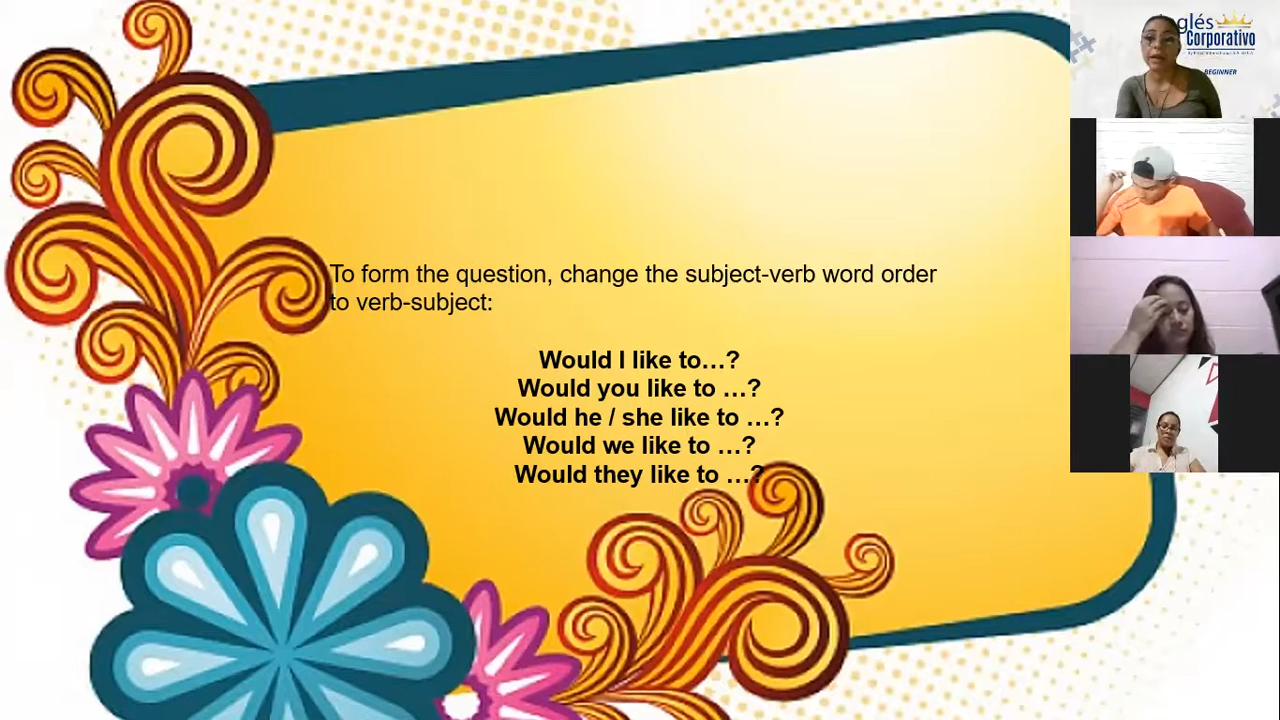 To form the question, change the subject-verb word order
to verb-subject:
Would I like to…?
Would you like to …?
Would he / she like to …?
Would we like to …?
Would they like to …?
glés
Corporativo
BEGINNER